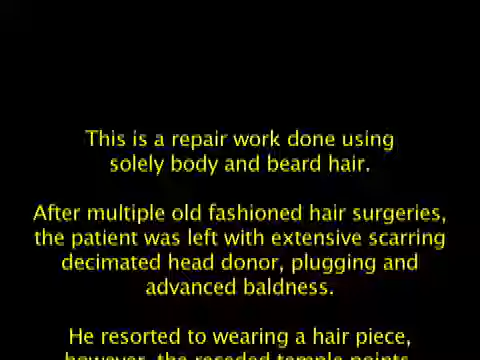 This is a repair work done using
solely body and beard hair.
After multiple old fashioned hair surgeries,
the patient was left with extensive scarring
decimated head donor, plugging and
advanced baldness.
He resorted to wearing a hair piece,
however, the receded temple points